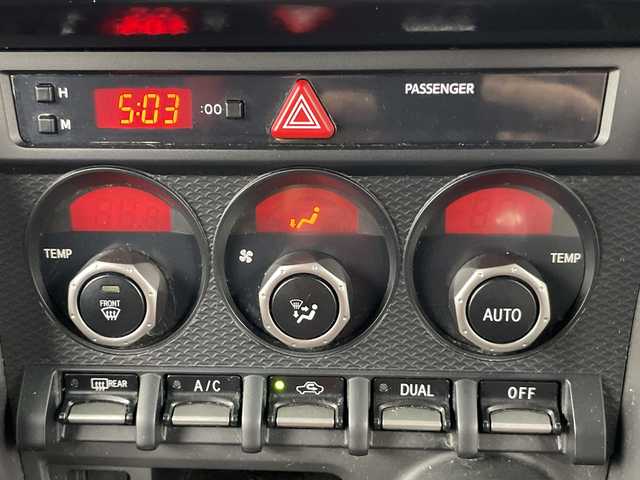 H
5:03 :00 PASSENGER
M
TEMP
TEMP
FRONT
AUTO
REAR
A/C
DUAL
OFF